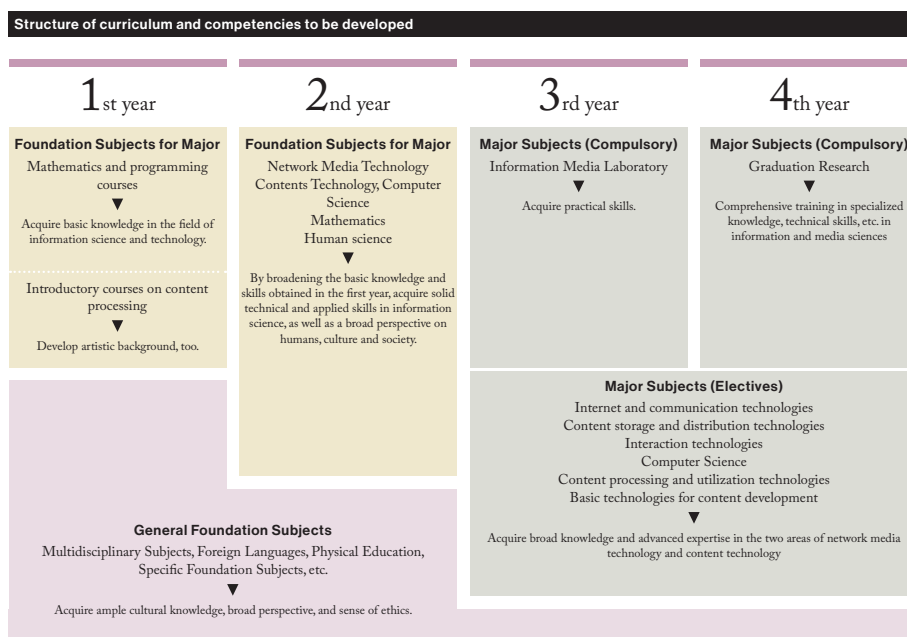 Structure of curriculum and competencies to be developed
1st year
2nd year
3rd year
4th year
Foundation Subjects for Major
Mathematics and programming
courses
▼
Acquire basic knowledge in the field of
information science and technology.
Introductory courses on content
processing
▼
Develop artistic background, too.
Foundation Subjects for Major
Network Media Technology
Contents Technology, Computer
Science
Mathematics
Human science
▼
By broadening the basic knowledge and
skills obtained in the first year, acquire solid
technical and applied skills in information
science, as well as a broad perspective on
humans, culture and society.
Major Subjects (Compulsory)
Information Media Laboratory
▼
Acquire practical skills.
Major Subjects (Compulsory)
Graduation Research
▼
Comprehensive training in specialized
knowledge, technical skills, etc. in
information and media sciences
Major Subjects (Electives)
Internet and communication technologies
Content storage and distribution technologies
Interaction technologies
Computer Science
Content processing and utilization technologies
Basic technologies for content development
▼
Acquire broad knowledge and advanced expertise in the two areas of network media
technology and content technology
General Foundation Subjects
Multidisciplinary Subjects, Foreign Languages, Physical Education,
Specific Foundation Subjects, etc.
▼
Acquire ample cultural knowledge, broad perspective, and sense of ethics.